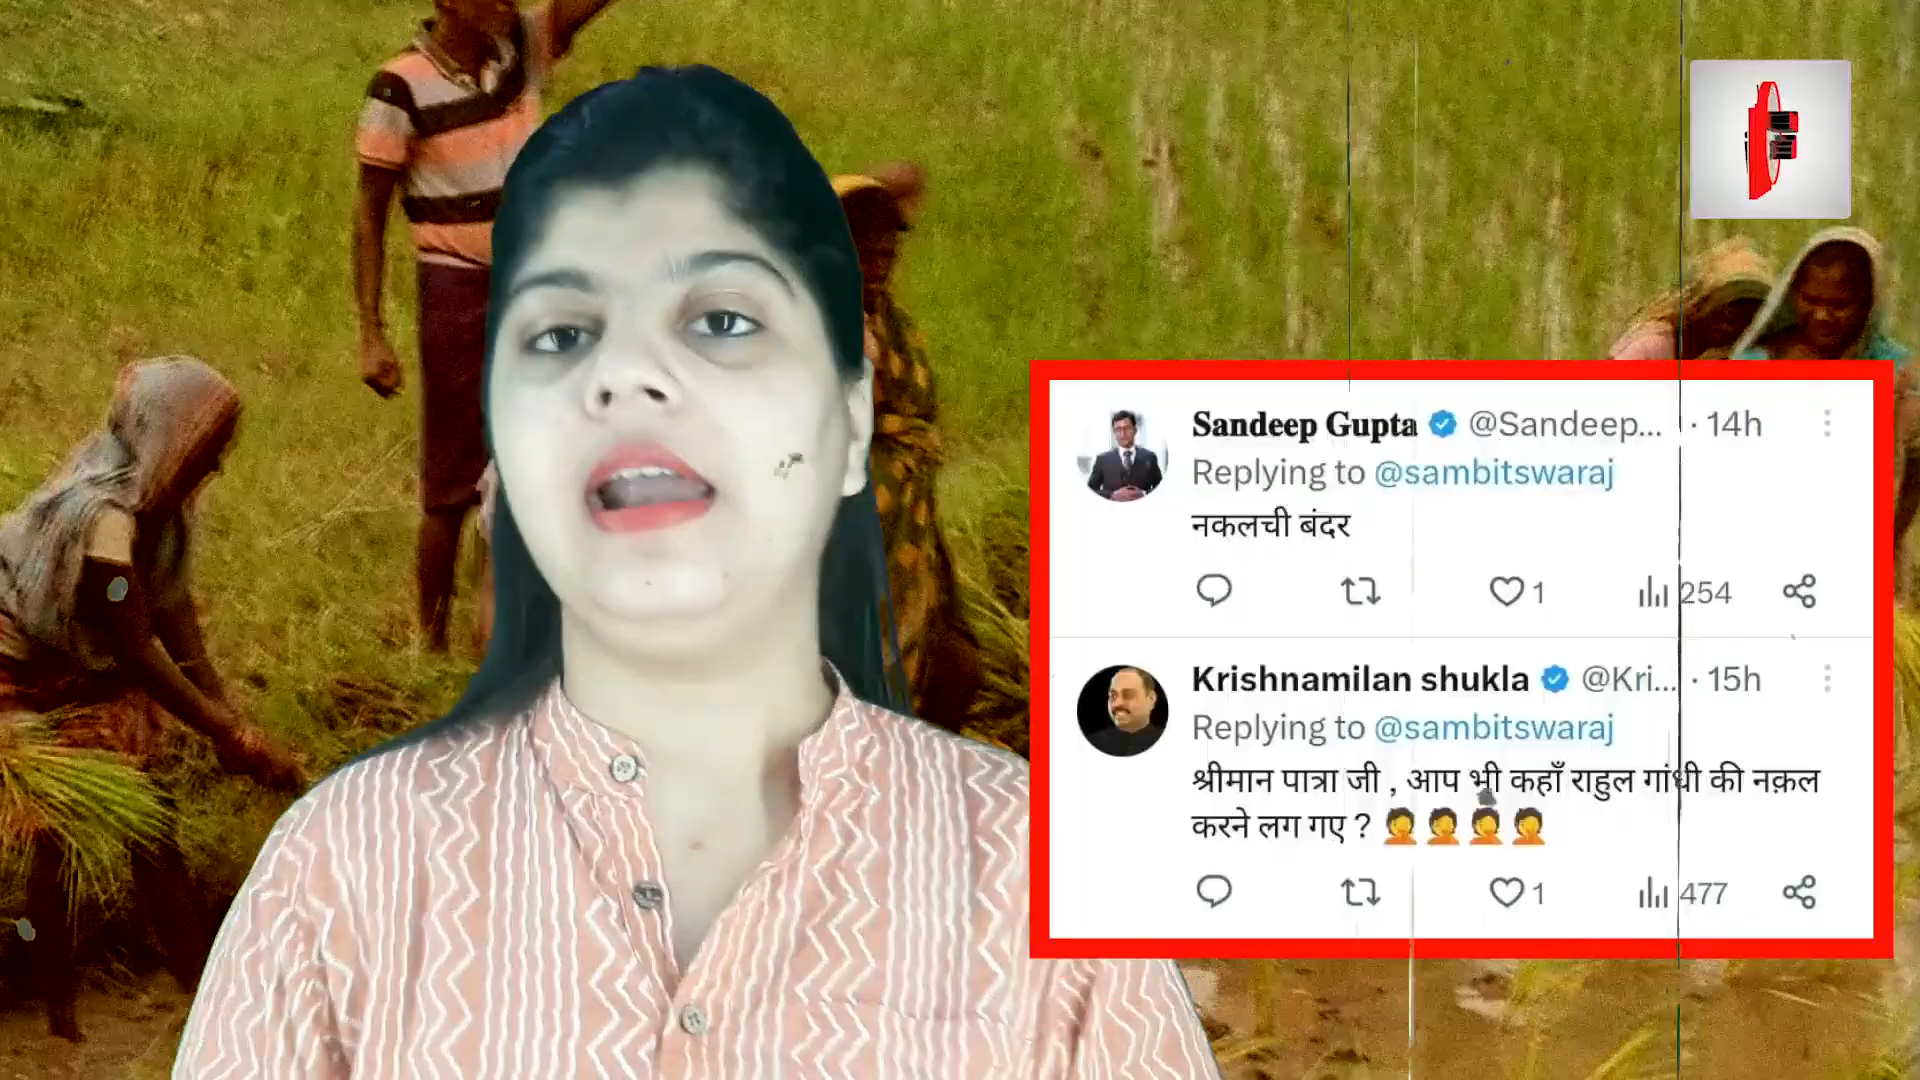 Sandeep Gupta @Sandeep... · 14h
Replying to @sambitswaraj
नकलची बंदर
1 254
Krishnamilan shukla @Kri... · 15h
Replying to @sambitswaraj
श्रीमान पात्रा जी , आप भी कहाँ राहुल गांधी की नक़ल
करने लग गए ? 🤦 🤦 🤦 🤦
1 477